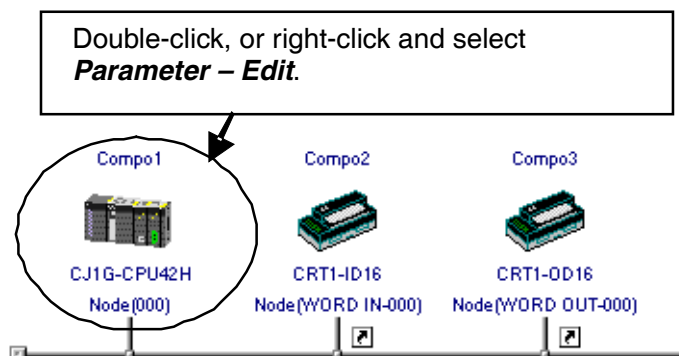 Double-click, or right-click and select
Parameter – Edit.
Compo1 Compo2 Compo3
CJ1G-CPU42H CRT1-ID16 CRT1-OD16
Node(000) Node(WORD IN-000) Node(WORD OUT-000)